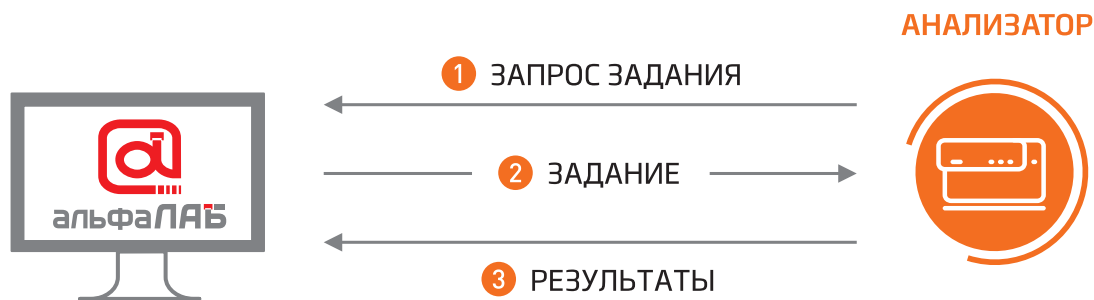 АНАЛИЗАТОР
1 ЗАПРОС ЗАДАНИЯ
2 ЗАДАНИЕ
альфаЛАБ
3 РЕЗУЛЬТАТЫ